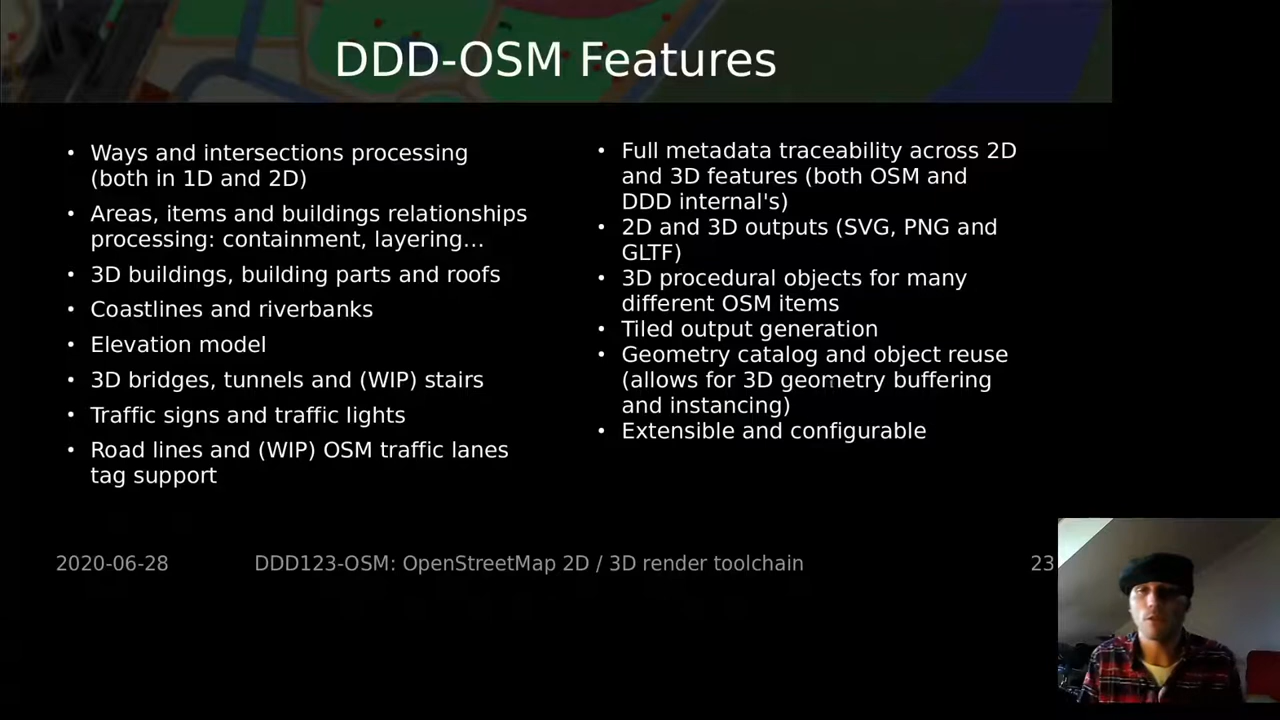 DDD-OSM Features
• Ways and intersections processing
(both in 1D and 2D)
• Areas, items and buildings relationships
processing: containment, layering...
• 3D buildings, building parts and roofs
• Coastlines and riverbanks
• Elevation model
• 3D bridges, tunnels and (WIP) stairs
• Traffic signs and traffic lights
• Road lines and (WIP) OSM traffic lanes
tag support
• Full metadata traceability across 2D
and 3D features (both OSM and
DDD internal's)
• 2D and 3D outputs (SVG, PNG and
GLTF)
• 3D procedural objects for many
different OSM items
• Tiled output generation
• Geometry catalog and object reuse
(allows for 3D geometry buffering
and instancing)
• Extensible and configurable
2020-06-28 DDD123-OSM: OpenStreetMap 2D / 3D render toolchain 23